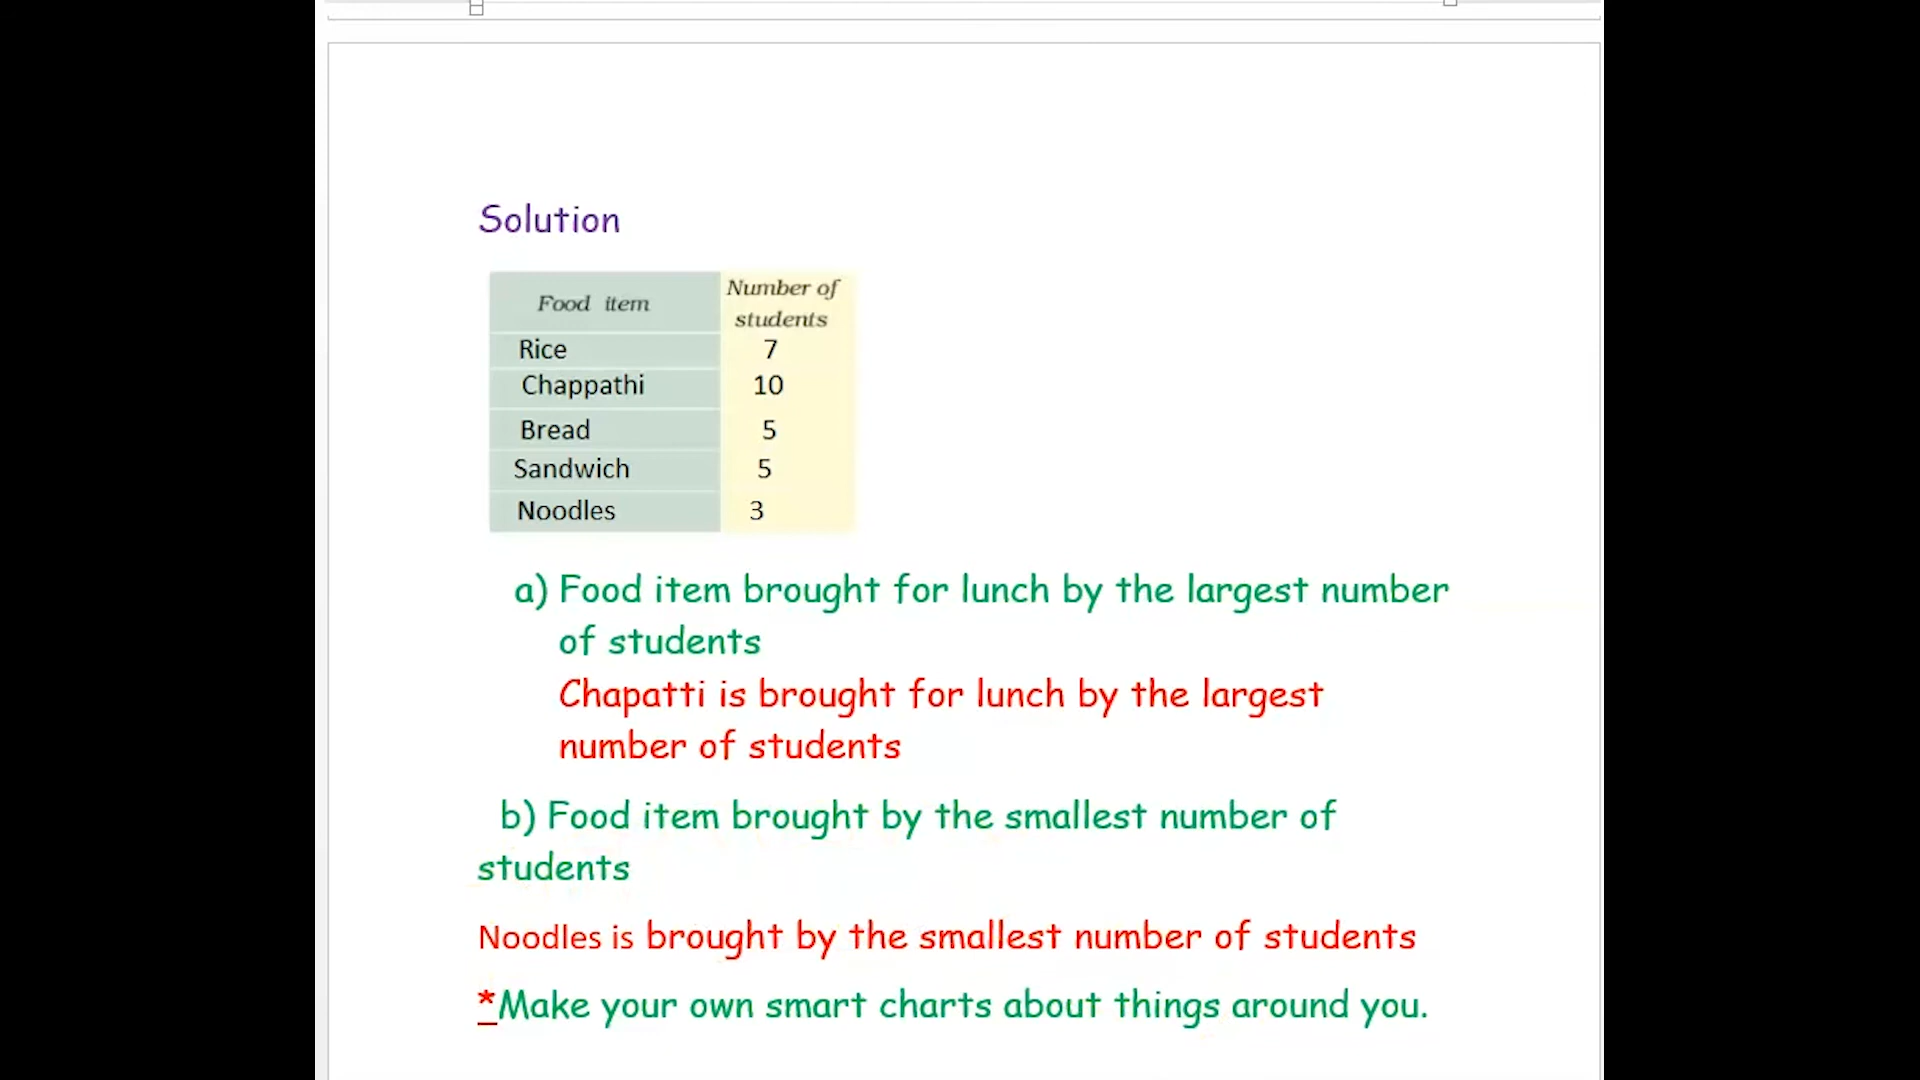 Solution
Food item Number of students
Rice 7
Chappathi 10
Bread 5
Sandwich 5
Noodles 3
a) Food item brought for lunch by the largest number
of students
Chapatti is brought for lunch by the largest
number of students
b) Food item brought by the smallest number of
students
Noodles is brought by the smallest number of students
*Make your own smart charts about things around you.